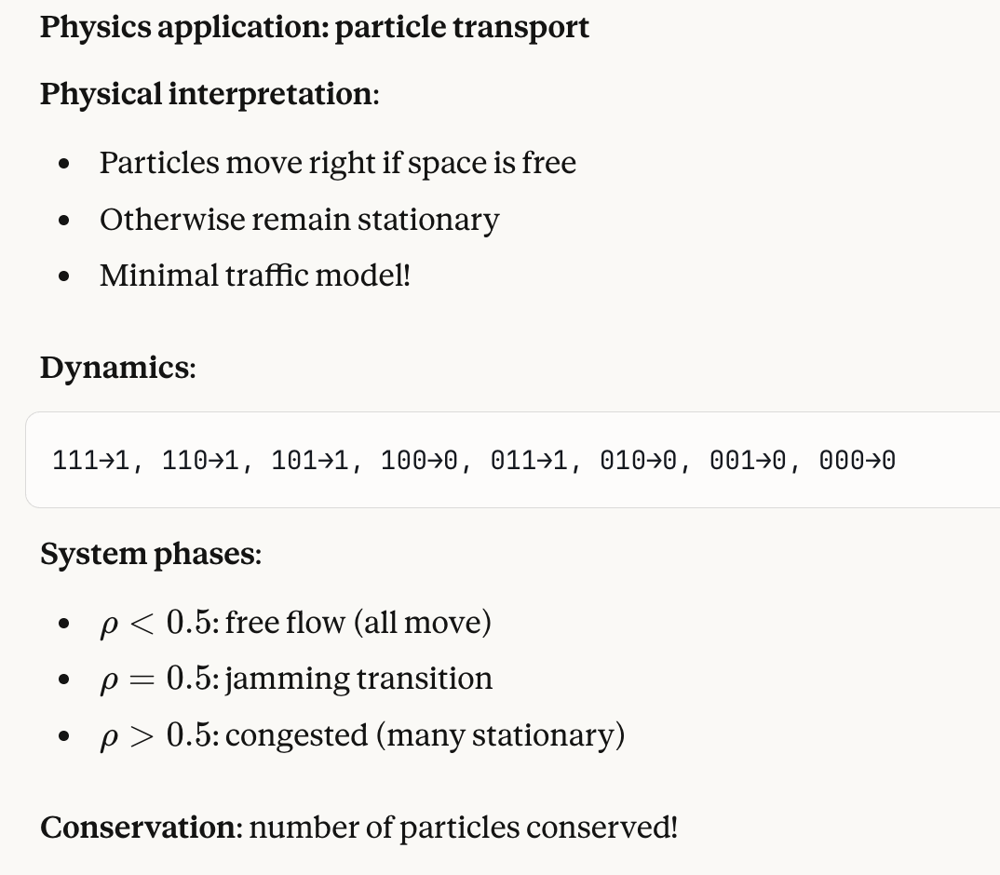 Physics application: particle transport
Physical interpretation:
• Particles move right if space is free
• Otherwise remain stationary
• Minimal traffic model!
Dynamics:
111→1, 110→1, 101→1, 100→0, 011→1, 010→0, 001→0, 000→0
System phases:
• ρ < 0.5: free flow (all move)
• ρ = 0.5: jamming transition
• ρ > 0.5: congested (many stationary)
Conservation: number of particles conserved!